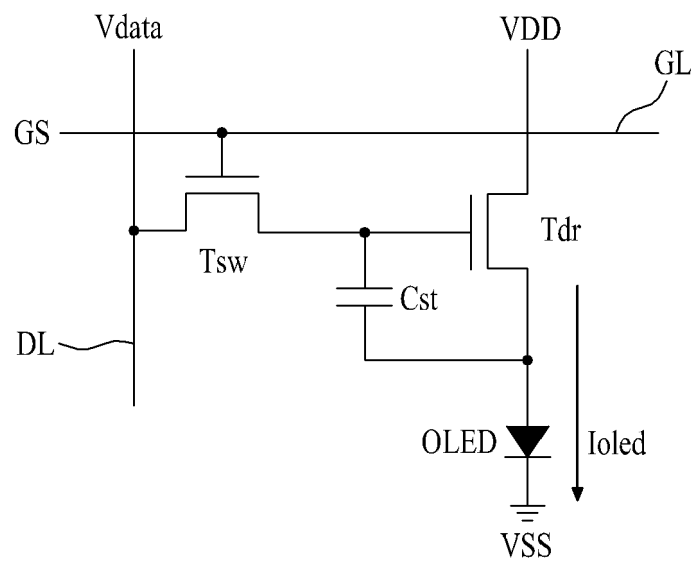 Vdata
VDD
GL
GS
Tdr
Tsw
Cst
DL
OLED
Ioled
VSS